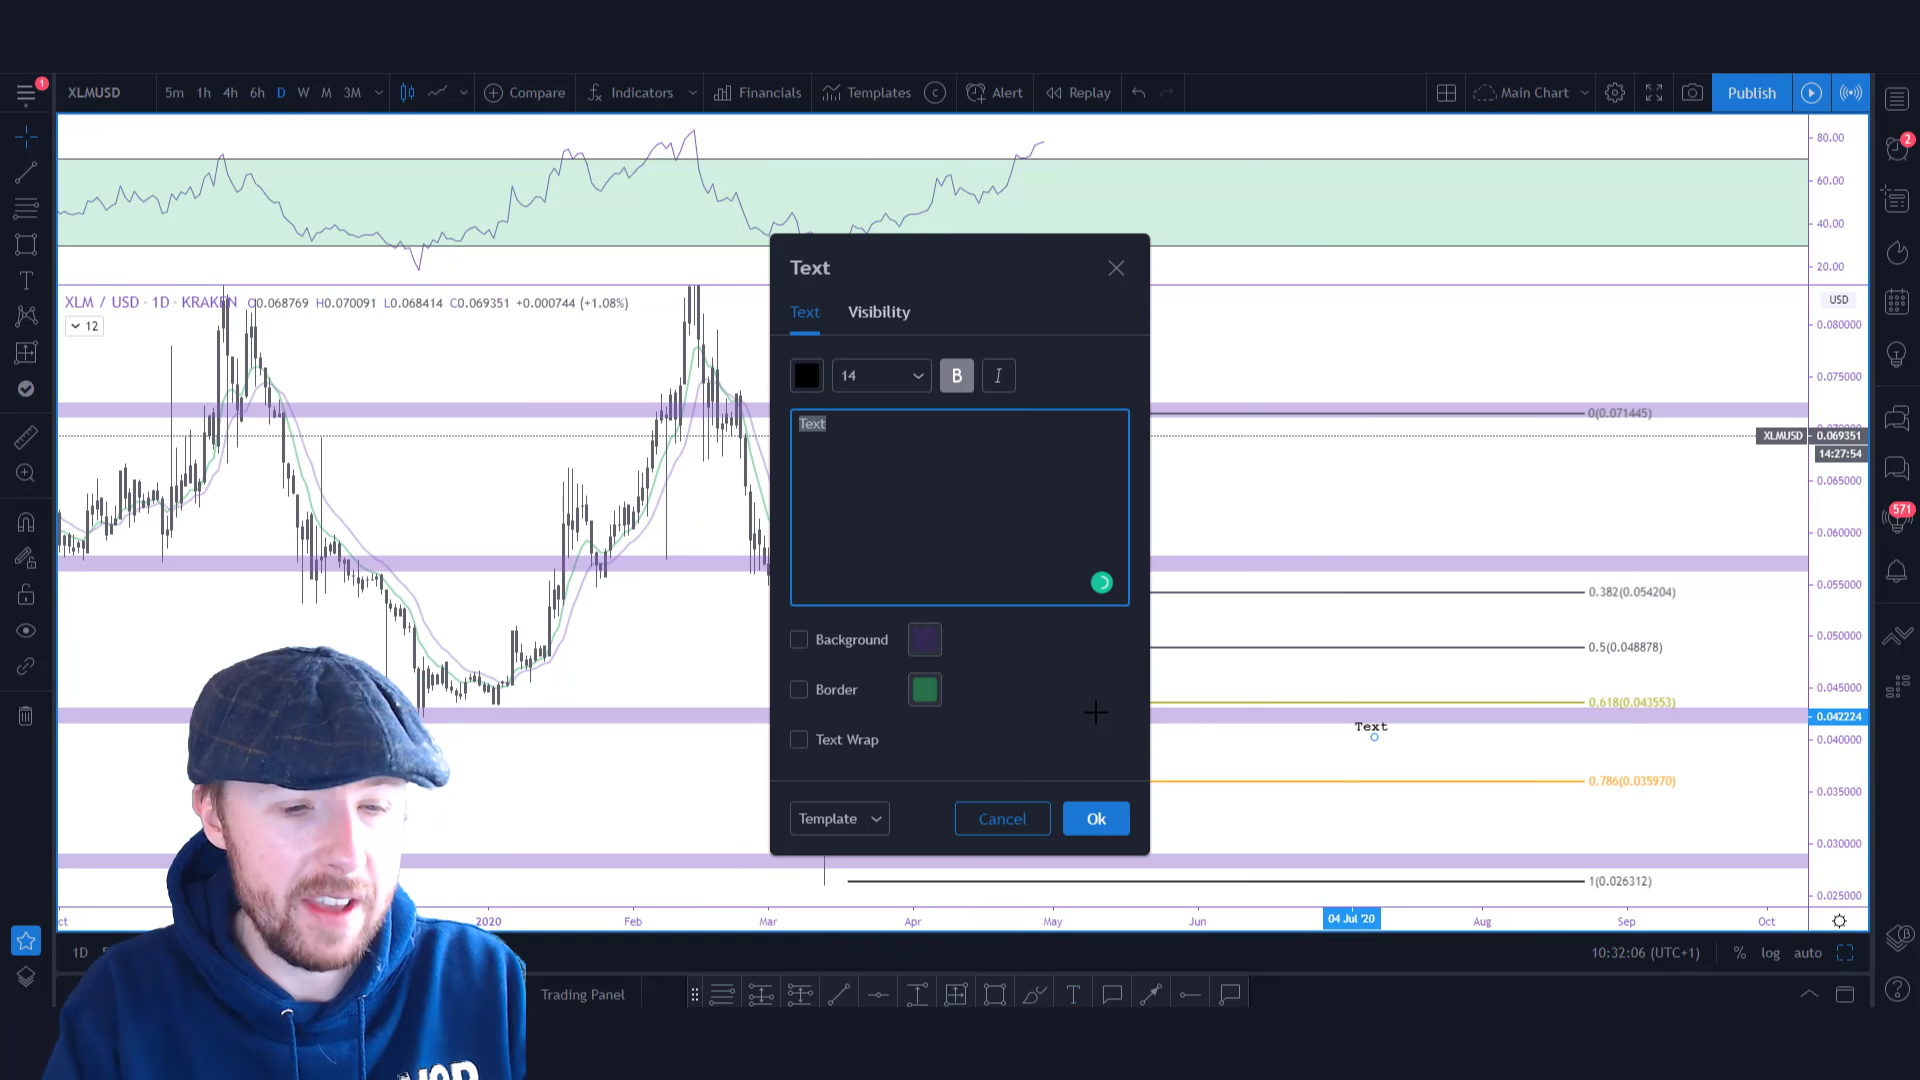 1
XLMUSD
5m 1h 4h 6h D W M 3M
Compare
Indicators
Financials
Templates
Alert
Replay
Main Chart
Publish
80.00
60.00
40.00
20.00
2
XLM / USD · 1D · KRAKEN O0.068769 H0.070091 L0.068414 C0.069351 +0.000744 (+1.08%)
12
USD
0.080000
0.075000
0(0.071445)
XLMUSD 0.069351
14:27:54
0.065000
571
0.060000
0.055000
0.382(0.054204)
0.050000
0.5(0.048878)
0.045000
0.618(0.043553)
0.042224
Text
0.040000
0.786(0.035970)
0.035000
0.030000
1(0.026312)
0.025000
Text
Text Visibility
14 B I
Text
Background
Border
Text Wrap
Template Cancel Ok
2020 Feb Mar Apr May Jun 04 Jul '20 Aug Sep Oct
1D
10:32:06 (UTC+1) % log auto
Trading Panel